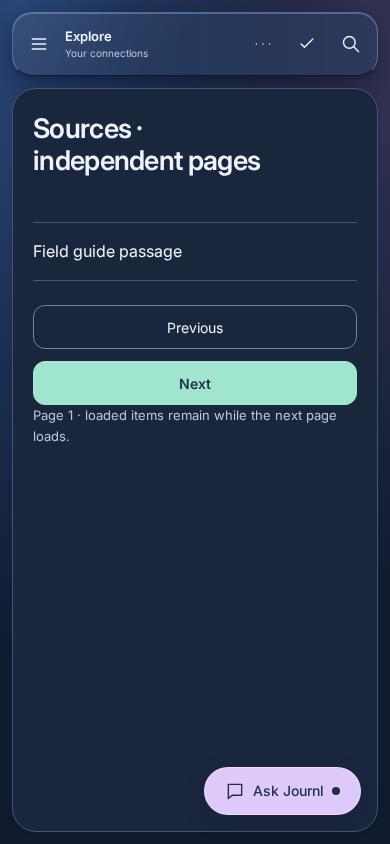 Explore
Your connections
Sources ·
independent pages
Field guide passage
Previous
Next
Page 1 · loaded items remain while the next page
loads.
Ask Journl